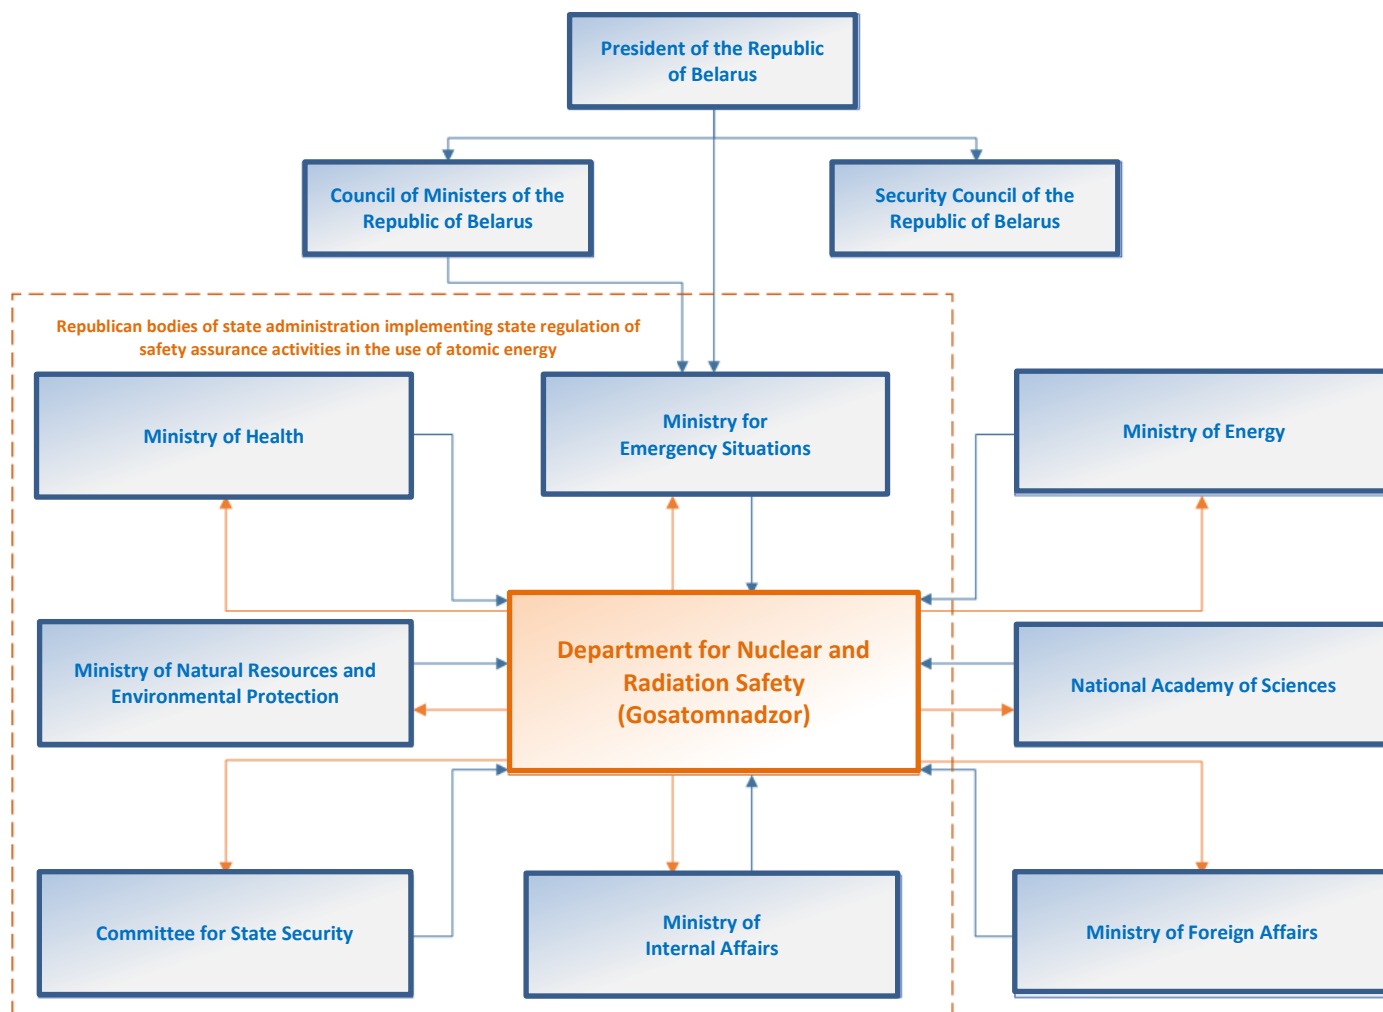 President of the Republic
of Belarus
Council of Ministers of the
Republic of Belarus
Security Council of the
Republic of Belarus
Republican bodies of state administration implementing state regulation of
safety assurance activities in the use of atomic energy
Ministry of Health
Ministry for
Emergency Situations
Ministry of Energy
Ministry of Natural Resources and
Environmental Protection
Department for Nuclear and
Radiation Safety
(Gosatomnadzor)
National Academy of Sciences
Committee for State Security
Ministry of
Internal Affairs
Ministry of Foreign Affairs